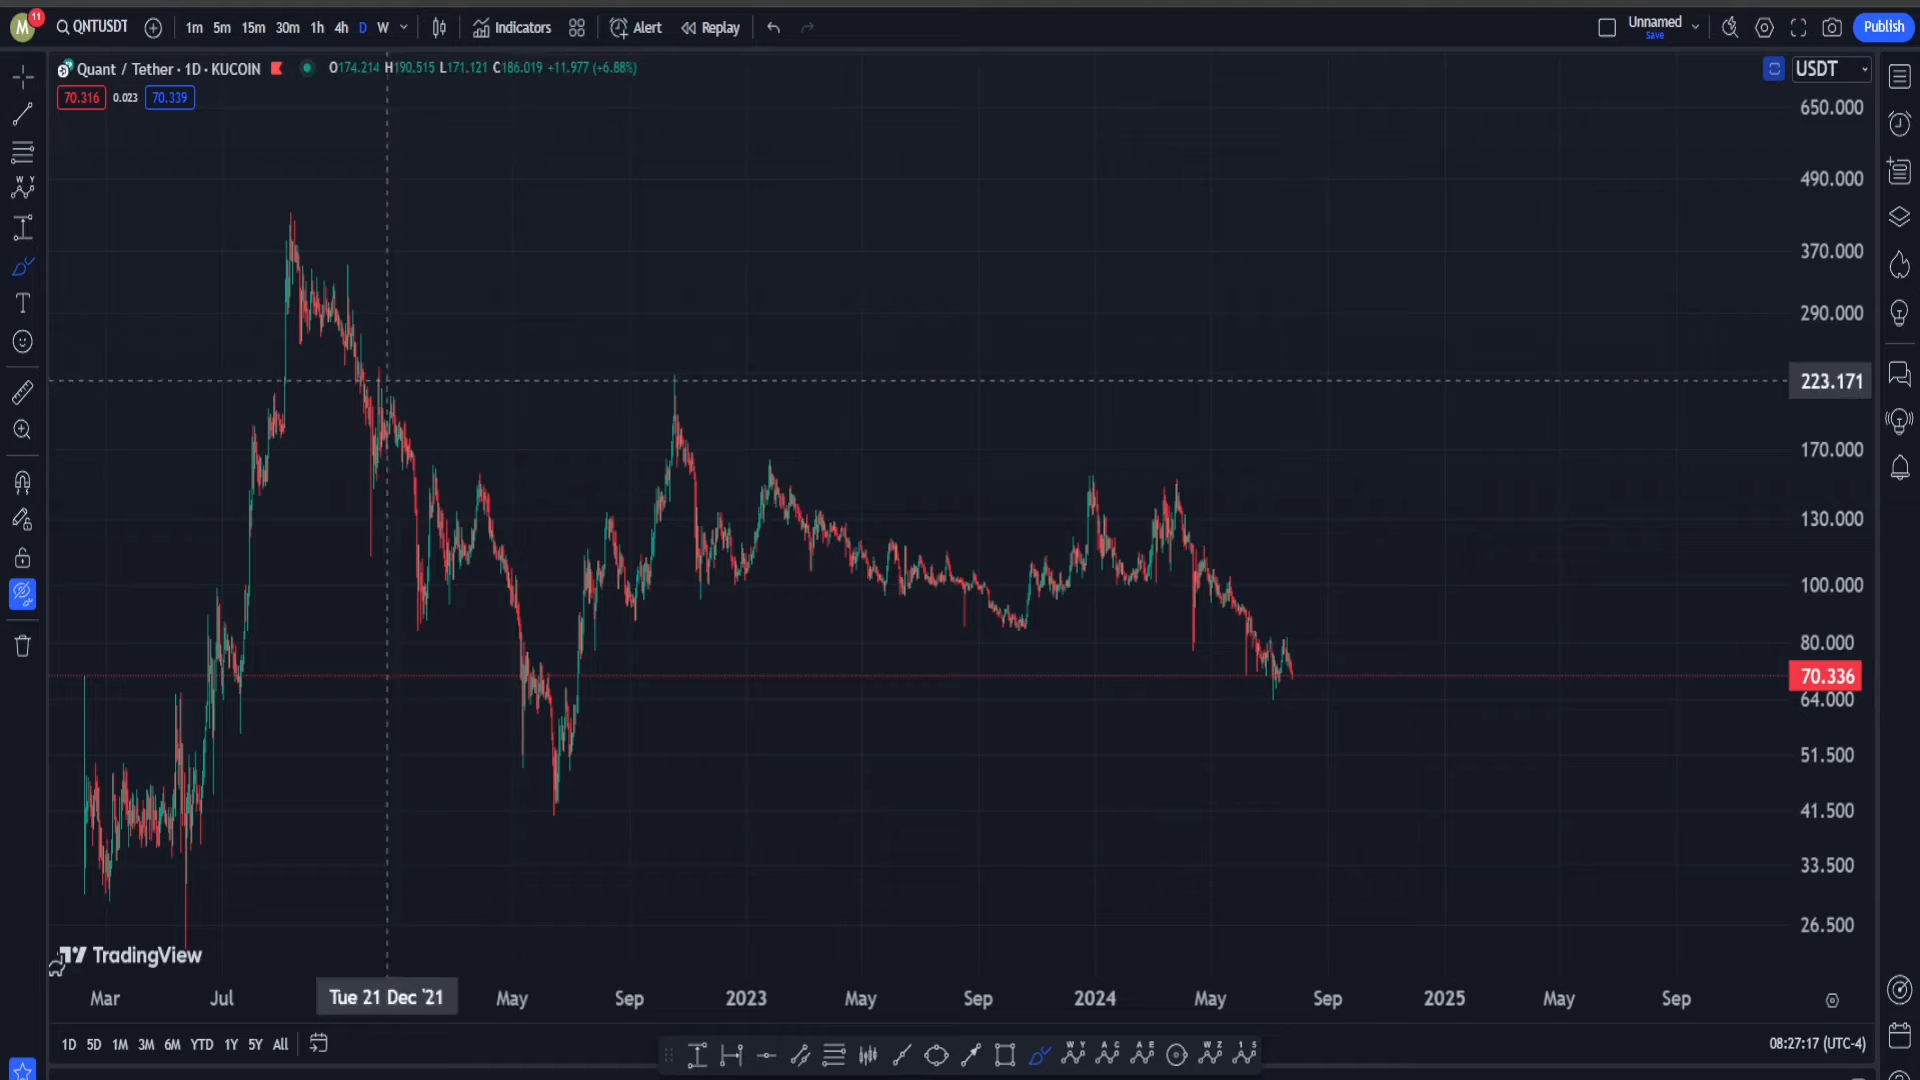 M 11 QNTUSDT 1m 5m 15m 30m 1h 4h D W Indicators Alert Replay Unnamed Save Publish
Quant / Tether · 1D · KUCOIN O174.214 H190.515 L171.121 C186.019 +11.977 (+6.88%) USDT
70.316 0.023 70.339
650.000
490.000
370.000
290.000
223.171
170.000
130.000
100.000
80.000
70.336
64.000
51.500
41.500
33.500
26.500
TradingView
Mar Jul Tue 21 Dec '21 May Sep 2023 May Sep 2024 May Sep 2025 May Sep
1D 5D 1M 3M 6M YTD 1Y 5Y All 08:27:17 (UTC-4)